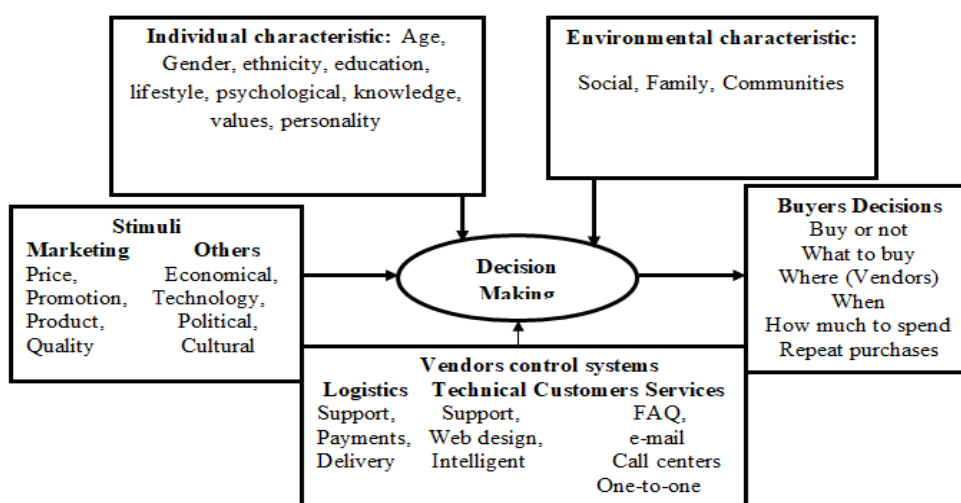 Individual characteristic: Age,
Gender, ethnicity, education,
lifestyle, psychological, knowledge,
values, personality
Environmental characteristic:
Social, Family, Communities
Stimuli
Marketing Others
Price, Economical,
Promotion, Technology,
Product, Political,
Quality Cultural
Decision
Making
Buyers Decisions
Buy or not
What to buy
Where (Vendors)
When
How much to spend
Repeat purchases
Vendors control systems
Logistics Technical Customers Services
Support, Support, FAQ,
Payments, Web design, e-mail
Delivery Intelligent Call centers
One-to-one